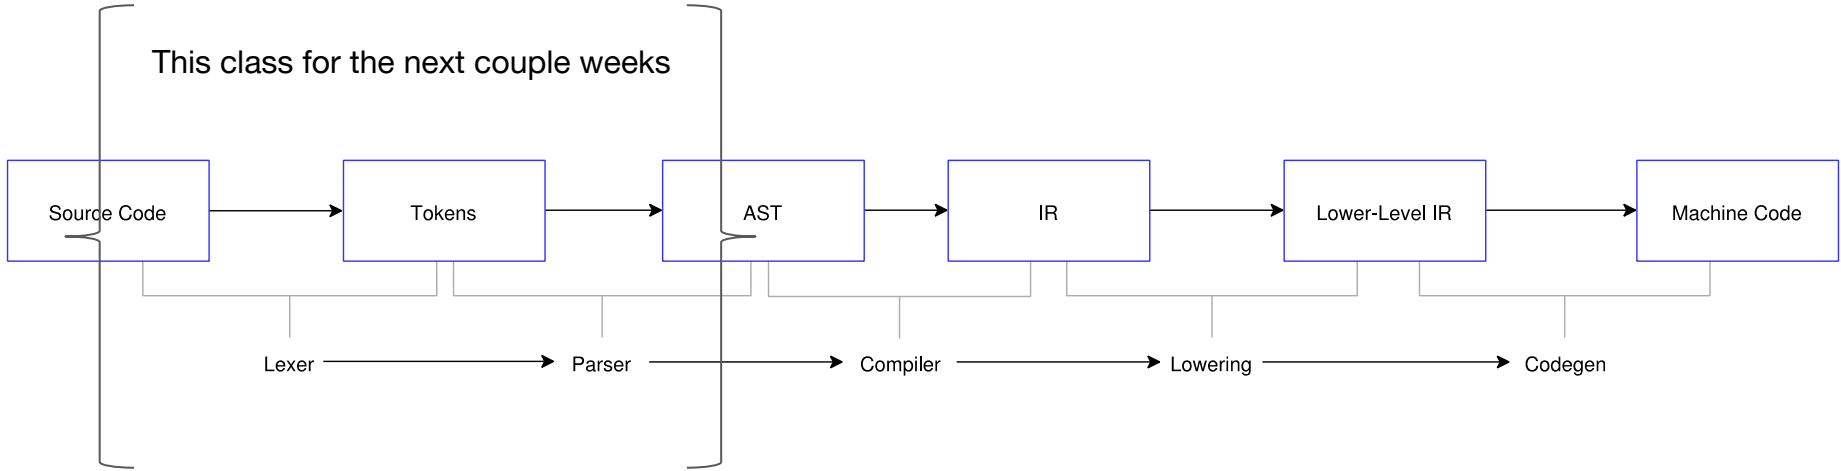 This class for the next couple weeks
Source Code
Tokens
AST
IR
Lower-Level IR
Machine Code
Lexer
Parser
Compiler
Lowering
Codegen